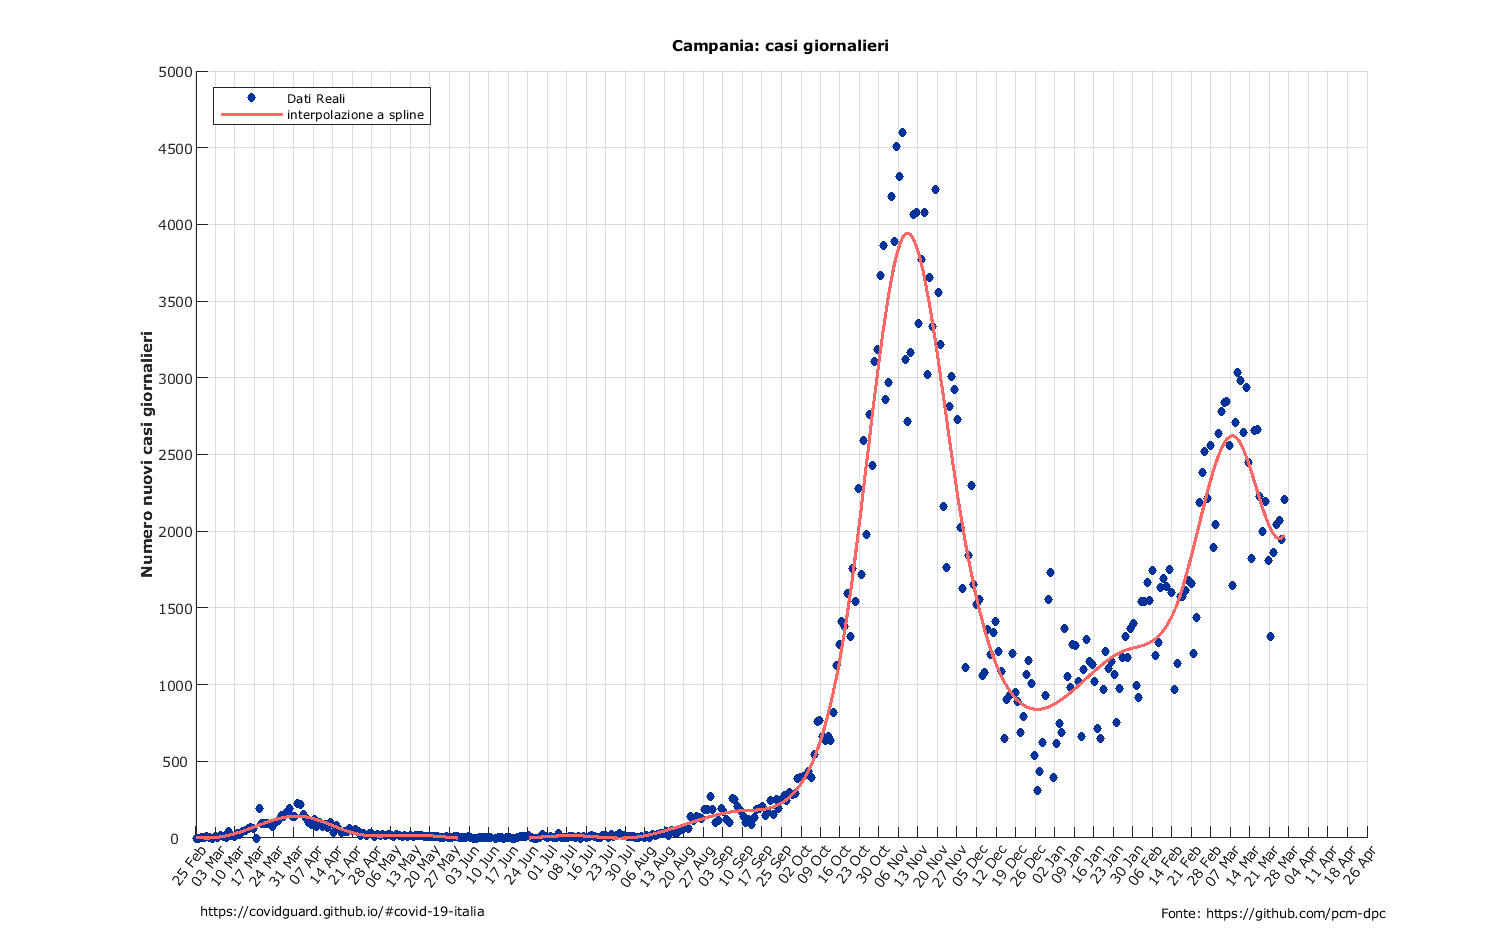 Campania: casi giornalieri
5000
4500
4000
3500
3000
2500
2000
1500
1000
500
0
Dati Reali
interpolazione a spline
Numero nuovi casi giornalieri
25 Feb
03 Mar
10 Mar
17 Mar
24 Mar
31 Mar
07 Apr
14 Apr
21 Apr
28 Apr
06 May
13 May
20 May
27 May
03 Jun
10 Jun
17 Jun
24 Jun
01 Jul
08 Jul
16 Jul
23 Jul
30 Jul
06 Aug
13 Aug
20 Aug
27 Aug
03 Sep
10 Sep
17 Sep
25 Sep
02 Oct
09 Oct
16 Oct
23 Oct
30 Oct
06 Nov
13 Nov
20 Nov
27 Nov
05 Dec
12 Dec
19 Dec
26 Dec
02 Jan
09 Jan
16 Jan
23 Jan
30 Jan
06 Feb
14 Feb
21 Feb
28 Feb
07 Mar
14 Mar
21 Mar
28 Mar
04 Apr
11 Apr
18 Apr
26 Apr
https://covidguard.github.io/#covid-19-italia
Fonte: https://github.com/pcm-dpc